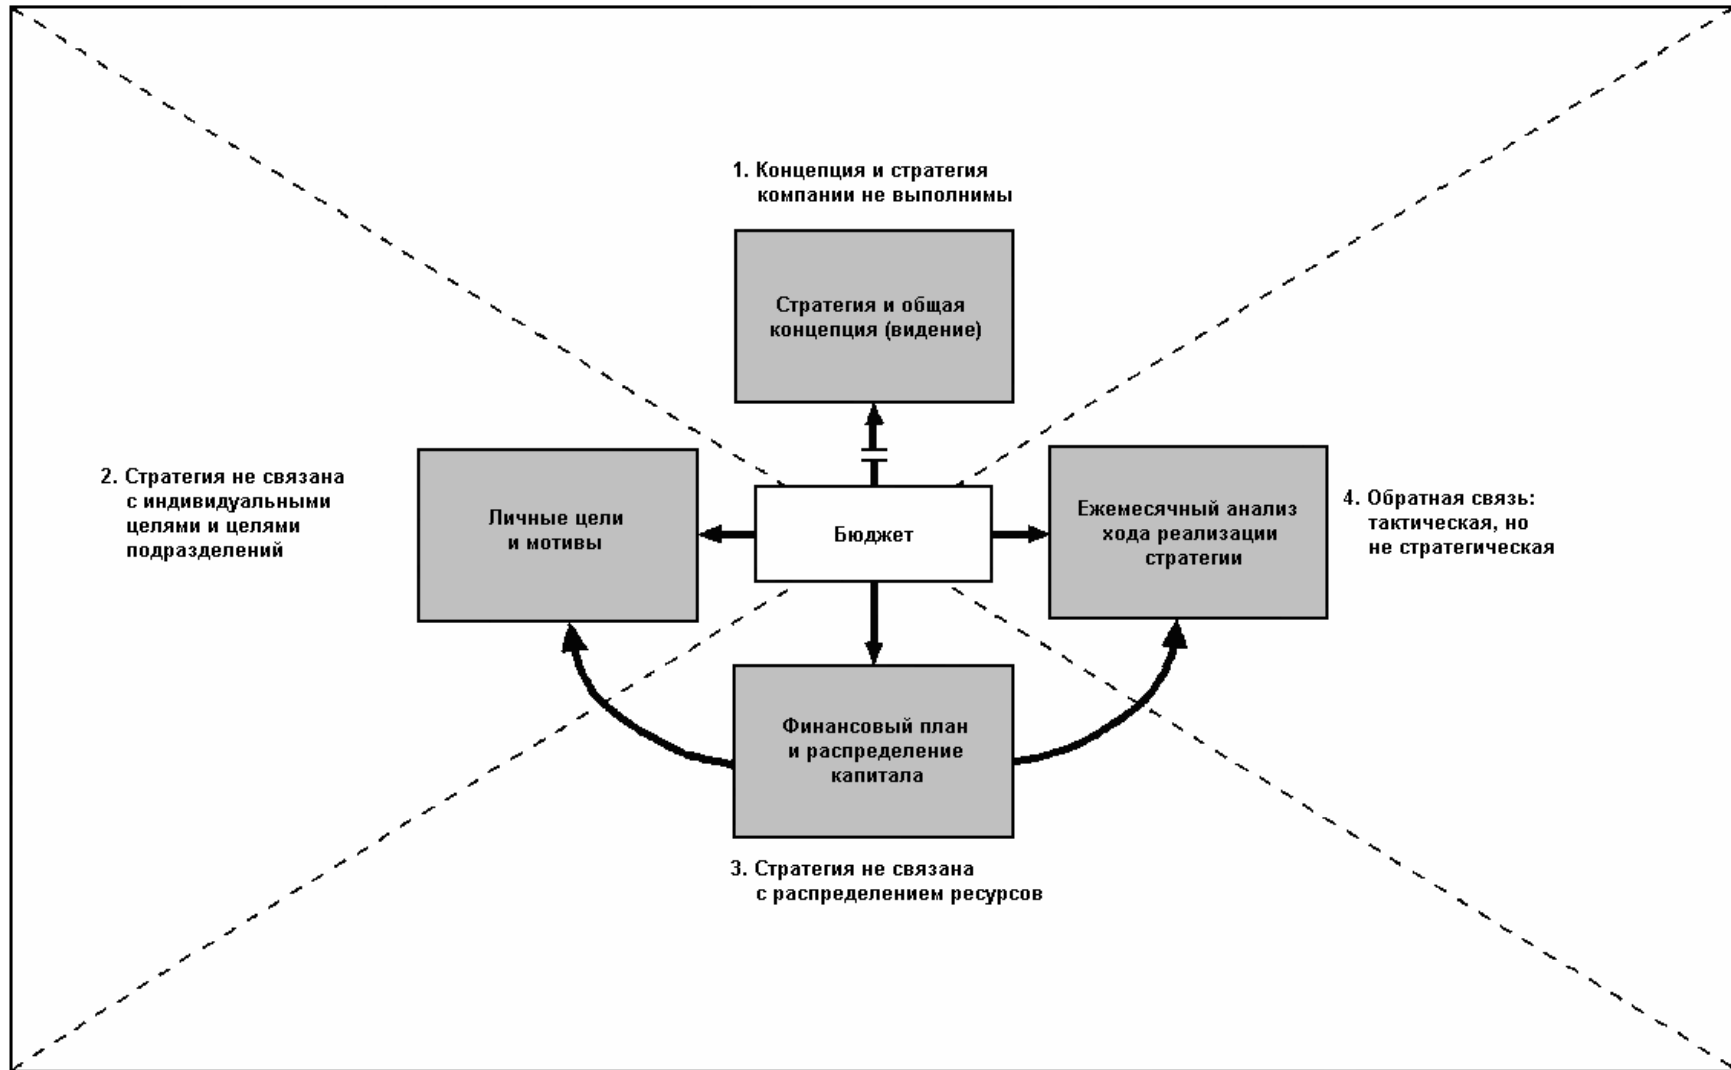 1. Концепция и стратегия
компании не выполнимы
Стратегия и общая
концепция (видение)
2. Стратегия не связана
с индивидуальными
целями и целями
подразделений
Личные цели
и мотивы
Бюджет
Ежемесячный анализ
хода реализации
стратегии
4. Обратная связь:
тактическая, но
не стратегическая
Финансовый план
и распределение
капитала
3. Стратегия не связана
с распределением ресурсов